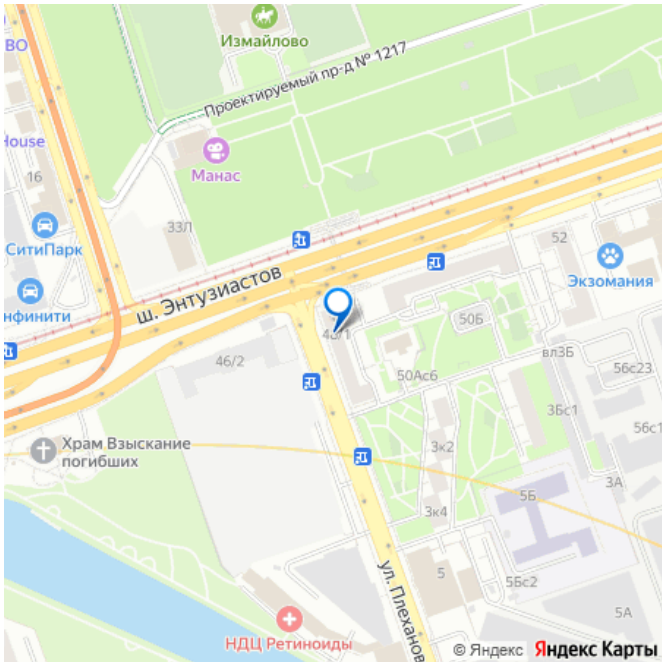 Измайлово
ВО
Проектируемый пр-д № 1217
House
16
Манас
33Л
СитиПарк
52
Экзомания
ш. Энтузиастов
нфинити
50Б
46/2
вл3Б
50Ас6
56с23
3Бс1
56с1
Храм Взыскание
погибших
3к2
3А
5Б
3к4
5
5Бс2
ул. Плеханов
5А
НДЦ Ретиноиды
© Яндекс Яндекс Карты